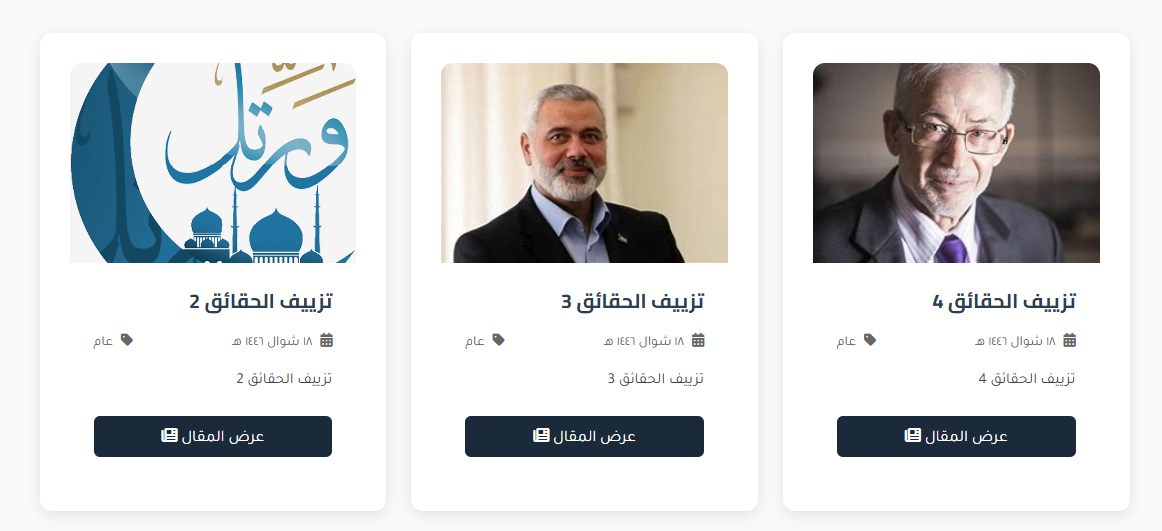 تزييف الحقائق 4
١٨ شوال ١٤٤٦ هـ
عام
تزييف الحقائق 4
عرض المقال
تزييف الحقائق 3
١٨ شوال ١٤٤٦ هـ
عام
تزييف الحقائق 3
عرض المقال
ورتل
تزييف الحقائق 2
١٨ شوال ١٤٤٦ هـ
عام
تزييف الحقائق 2
عرض المقال